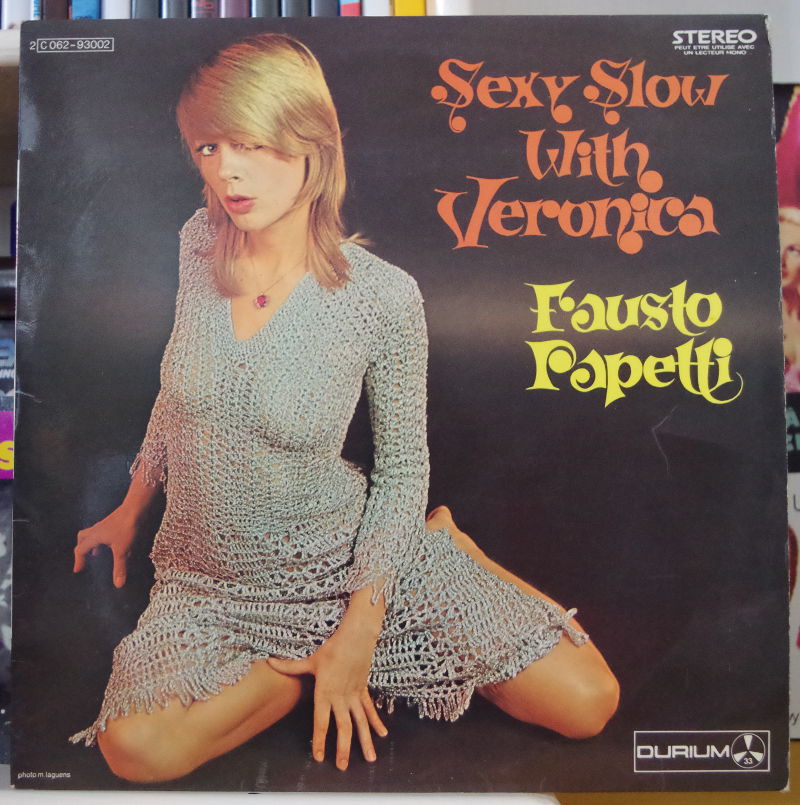 2 C 062-93002
STEREO
PEUT ETRE UTILISE AVEC
UN LECTEUR MONO
Sexy Slow
With
Veronica
Fausto
Papetti
DURIUM
33
photo m. laguens